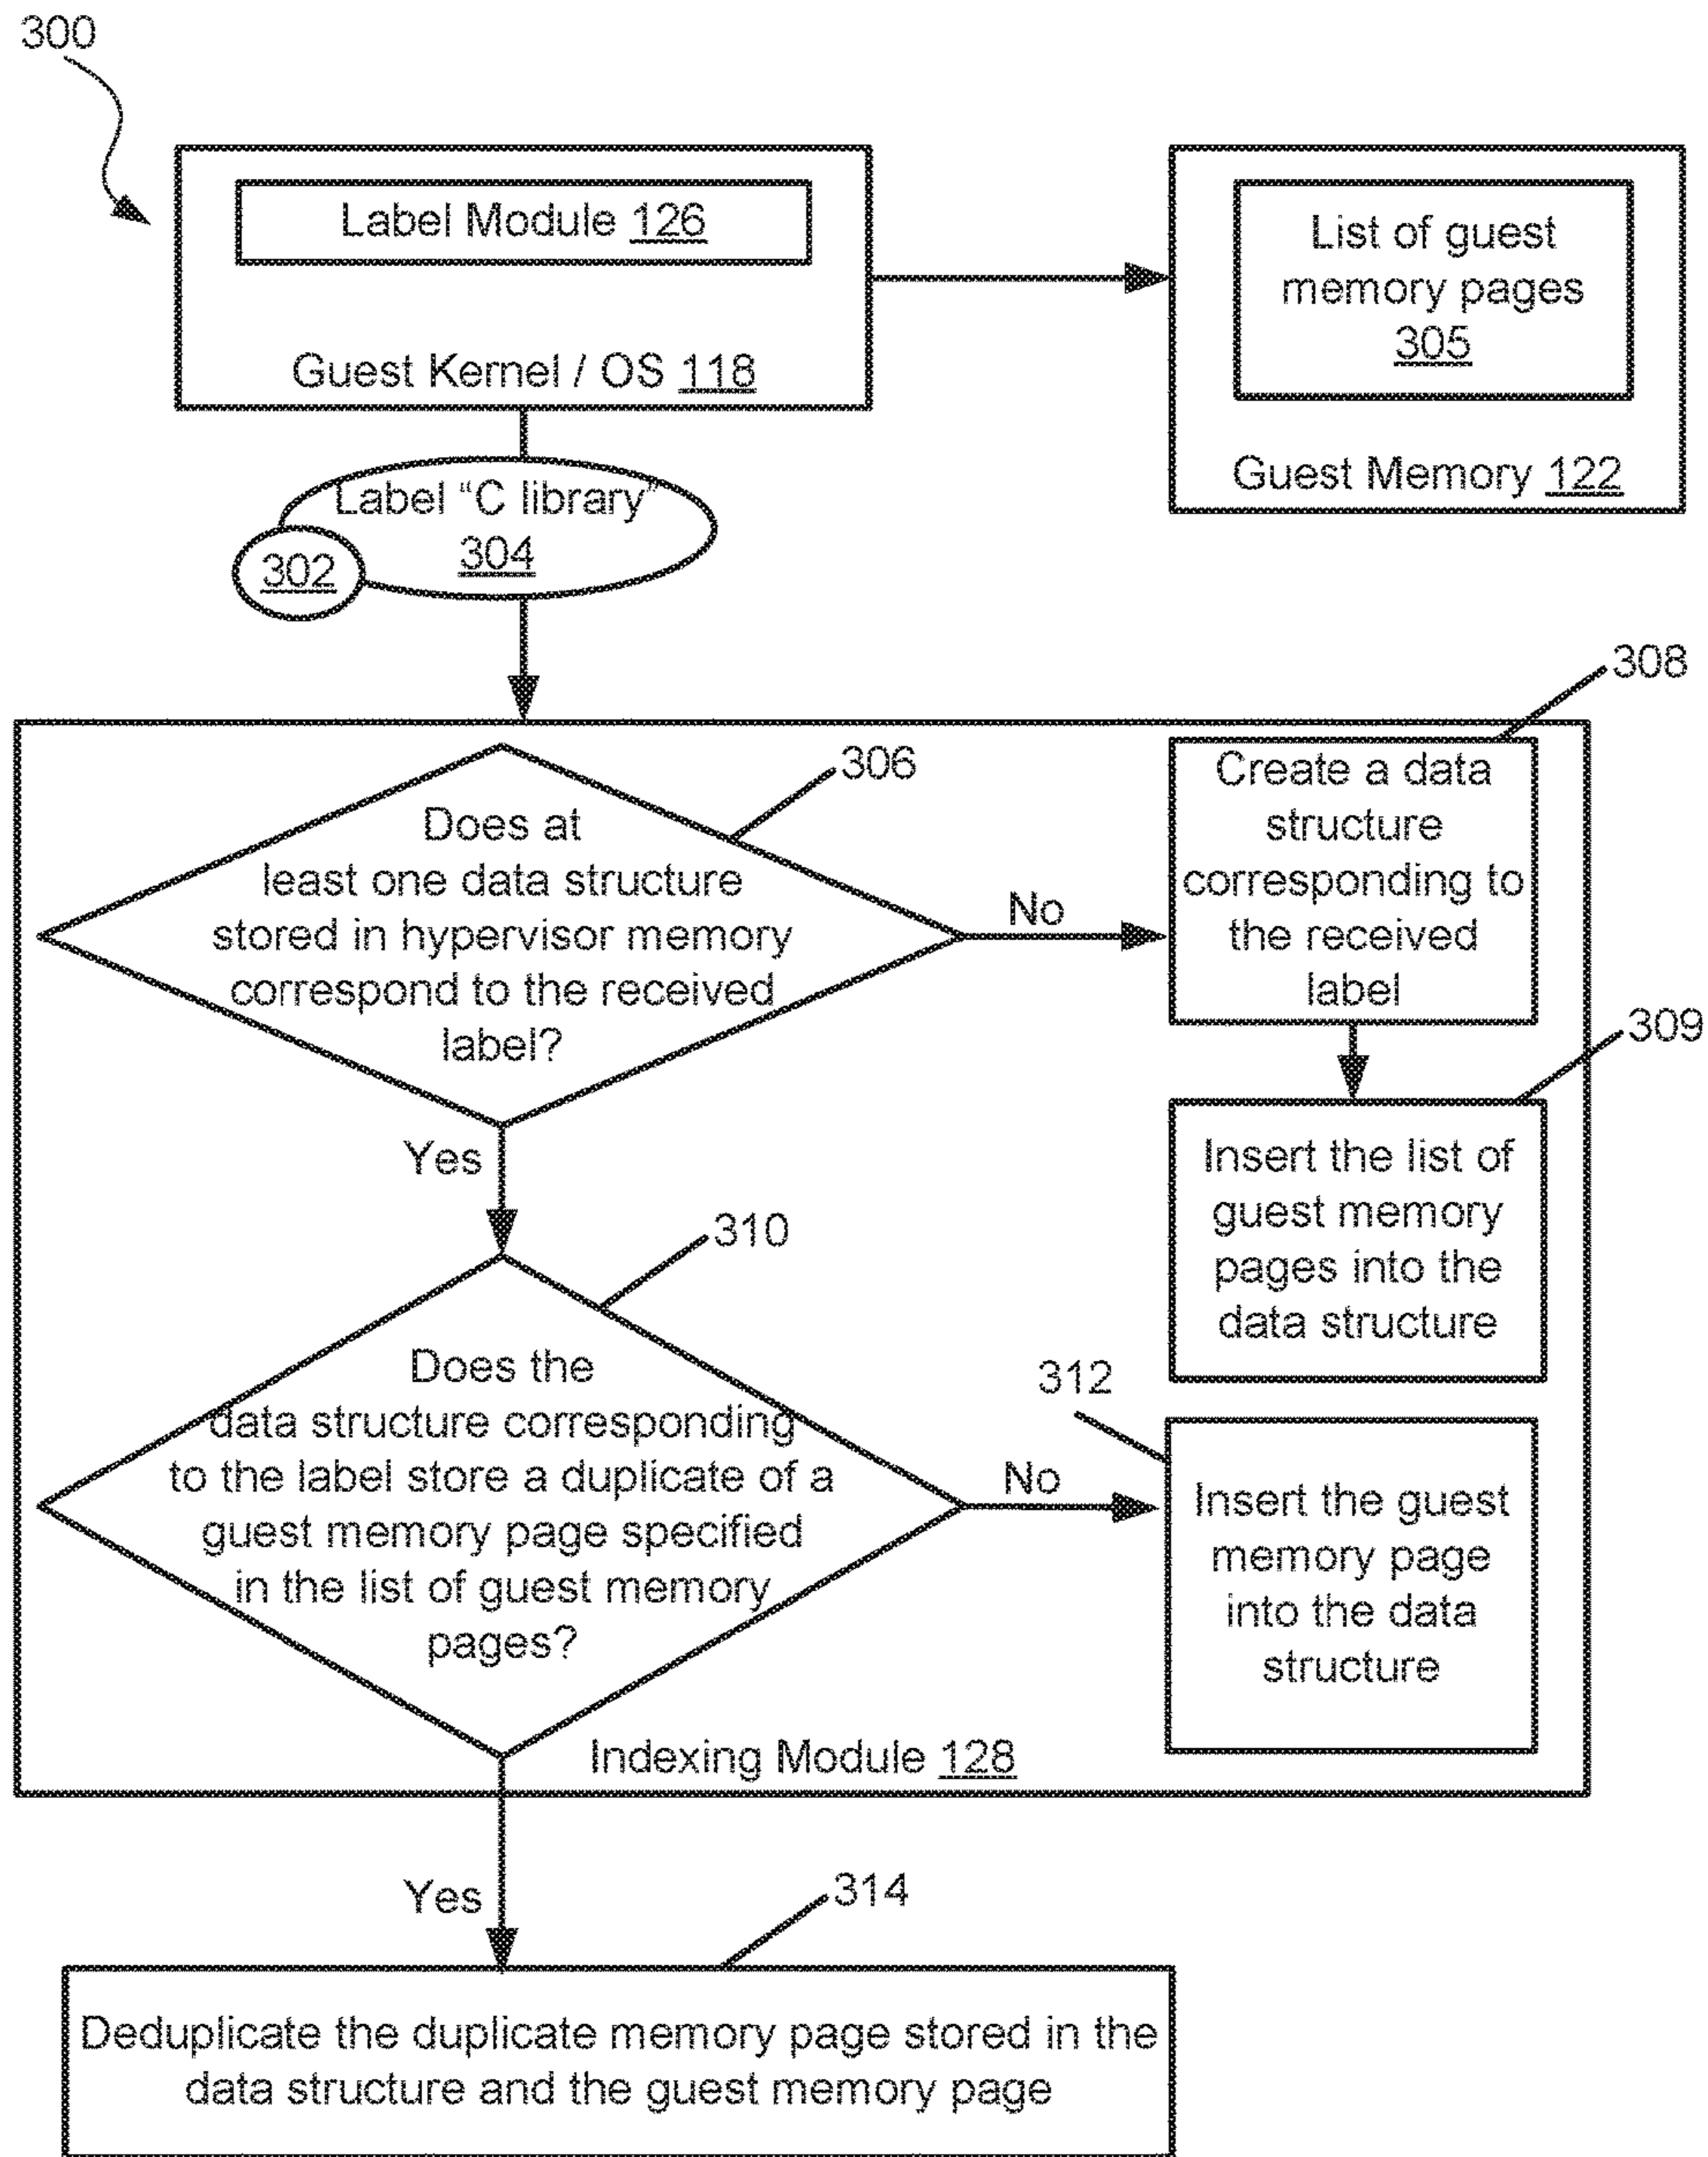 300
Label Module 126
Guest Kernel / OS 118
List of guest
memory pages
305
Guest Memory 122
Label “C library”
304
302
308
306
Does at
least one data structure
stored in hypervisor memory
correspond to the received
label?
No
Create a data
structure
corresponding to
the received
label
309
Yes
Insert the list of
guest memory
pages into the
data structure
310
Does the
data structure corresponding
to the label store a duplicate of a
guest memory page specified
in the list of guest memory
pages?
312
No
Insert the guest
memory page
into the data
structure
Indexing Module 128
Yes
314
Deduplicate the duplicate memory page stored in the
data structure and the guest memory page